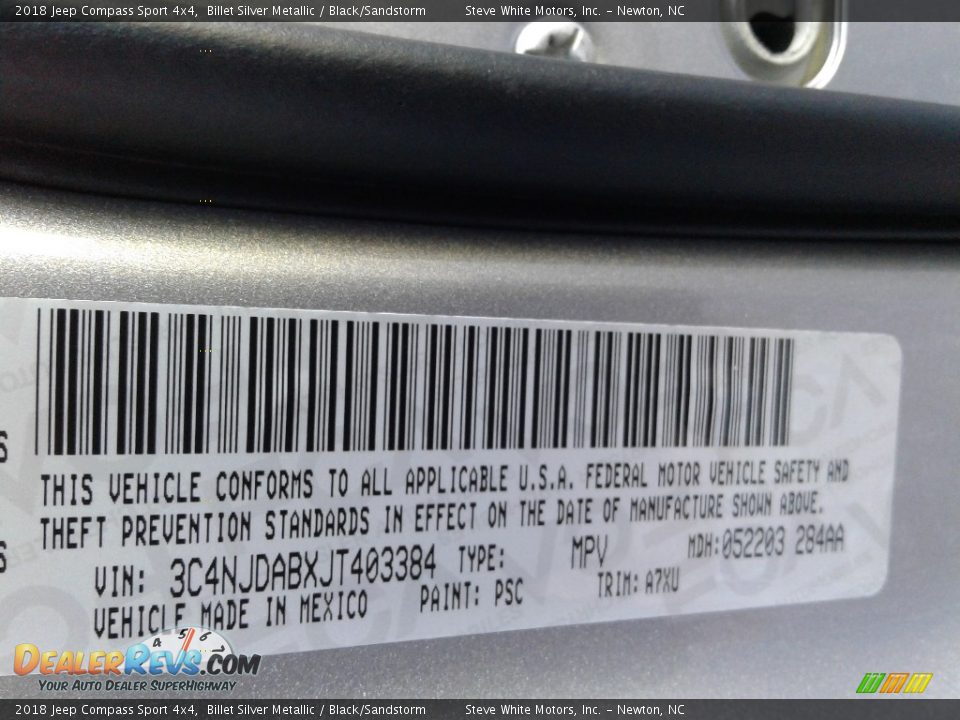 2018 Jeep Compass Sport 4x4, Billet Silver Metallic / Black/Sandstorm Steve White Motors, Inc. – Newton, NC
THIS VEHICLE CONFORMS TO ALL APPLICABLE U.S.A. FEDERAL MOTOR VEHICLE SAFETY AND
THEFT PREVENTION STANDARDS IN EFFECT ON THE DATE OF MANUFACTURE SHOWN ABOVE.
VIN: 3C4NJDABXJT403384 TYPE: MPV MDH:052203 284AA
VEHICLE MADE IN MEXICO PAINT: PSC TRIM: A7XU
4 5 6
DealerRevs.com
Your Auto Dealer SuperHighway
2018 Jeep Compass Sport 4x4, Billet Silver Metallic / Black/Sandstorm Steve White Motors, Inc. – Newton, NC